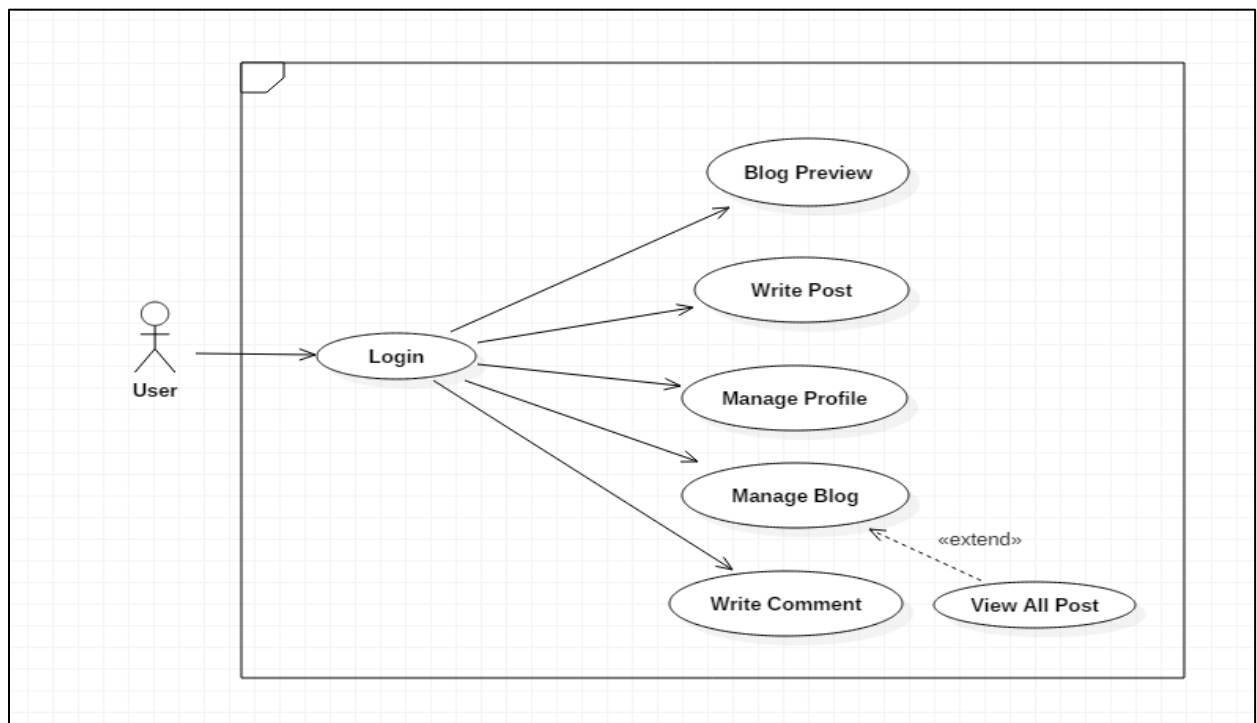 Blog Preview
Write Post
User
Login
Manage Profile
Manage Blog
«extend»
Write Comment
View All Post